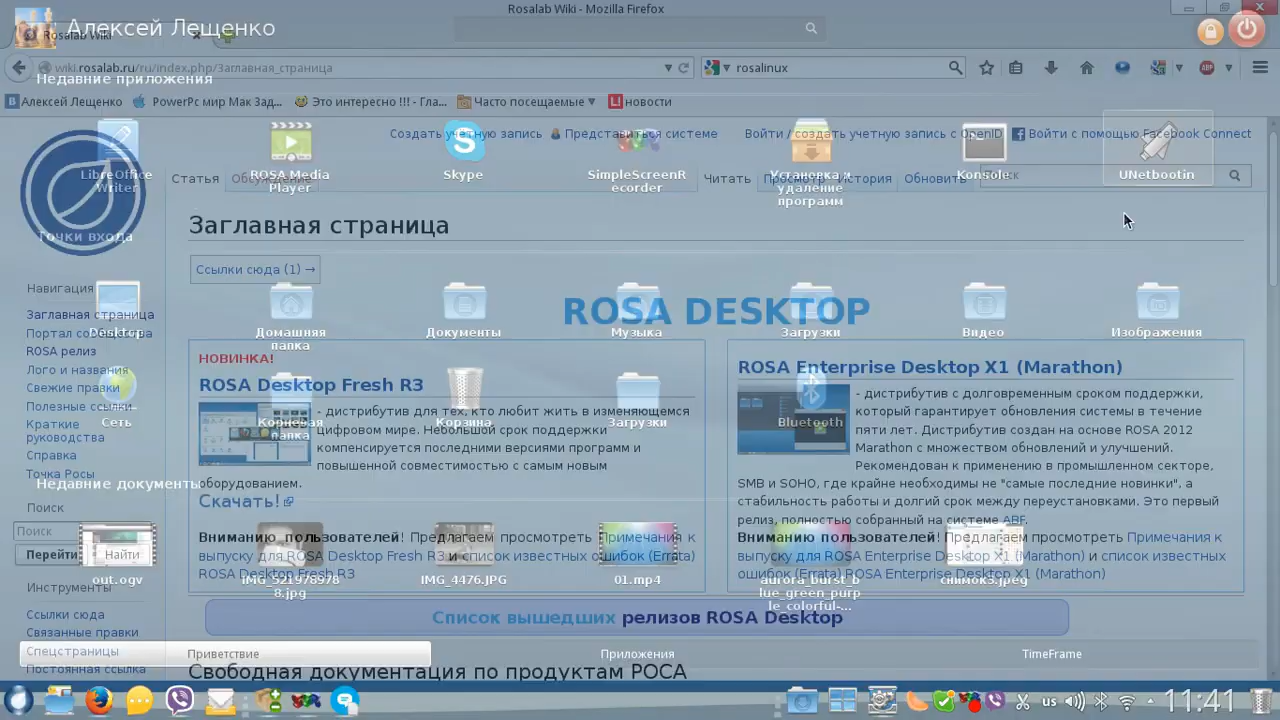 Rosalab Wiki - Mozilla Firefox
Алексей Лещенко
Rosalab Wiki
wiki.rosalab.ru/ru/index.php/Заглавная_страница
rosalinux
Недавние приложения
Алексей Лещенко
PowerPc мир Мак 3ад...
Это интересно !!! - Гла...
Часто посещаемые
новости
Создать учётную запись
Представиться системе
Войти / создать учетную запись с OpenID
Войти с помощью Facebook Connect
LibreOffice Writer
ROSA Media Player
Skype
SimpleScreenRecorder
Установка и удаление программ
Konsole
UNetbootin
Статья
Обсуждение
Читать
Просмотр
История
Обновить
Заглавная страница
Точки входа
Ссылки сюда (1) →
Навигация
Заглавная страница
Портал сообщества
ROSA релиз
Лого и названия
Свежие правки
Полезные ссылки
Краткие руководства
Справка
Точка Росы
ROSA DESKTOP
Desktop
Домашняя папка
Документы
Музыка
Загрузки
Видео
Изображения
НОВИНКА!
ROSA Desktop Fresh R3
- дистрибутив для тех, кто любит жить в изменяющемся
цифровом мире. Небольшой срок поддержки
компенсируется последними версиями программ и
повышенной совместимостью с самым новым
оборудованием.
Скачать!
Вниманию пользователей! Предлагаем просмотреть Примечания к
выпуску для ROSA Desktop Fresh R3 и список известных ошибок (Errata)
ROSA Desktop Fresh R3
ROSA Enterprise Desktop X1 (Marathon)
- дистрибутив с долговременным сроком поддержки,
который гарантирует обновления системы в течение
пяти лет. Дистрибутив создан на основе ROSA 2012
Marathon с множеством обновлений и улучшений.
Рекомендован к применению в промышленном секторе,
SMB и SOHO, где крайне необходимы не "самые последние новинки", а
стабильность работы и долгий срок между переустановками. Это первый
релиз, полностью собранный на системе ABF.
Вниманию пользователей! Предлагаем просмотреть Примечания к
выпуску для ROSA Enterprise Desktop X1 (Marathon) и список известных
ошибок (Errata) ROSA Enterprise Desktop X1 (Marathon)
Сеть
Корневая папка
Корзина
Загрузки
Bluetooth
Недавние документы
Поиск
Поиск
Перейти
Найти
out.ogv
IMG_4476.JPG
01.mp4
aurora_burst_blue_green_purple_colorful-...
снимок3.jpeg
Инструменты
Ссылки сюда
Связанные правки
Спецстраницы
Постоянная ссылка
Список вышедших релизов ROSA Desktop
Приветствие
Приложения
TimeFrame
Свободная документация по продуктам РОСА
us
11:41